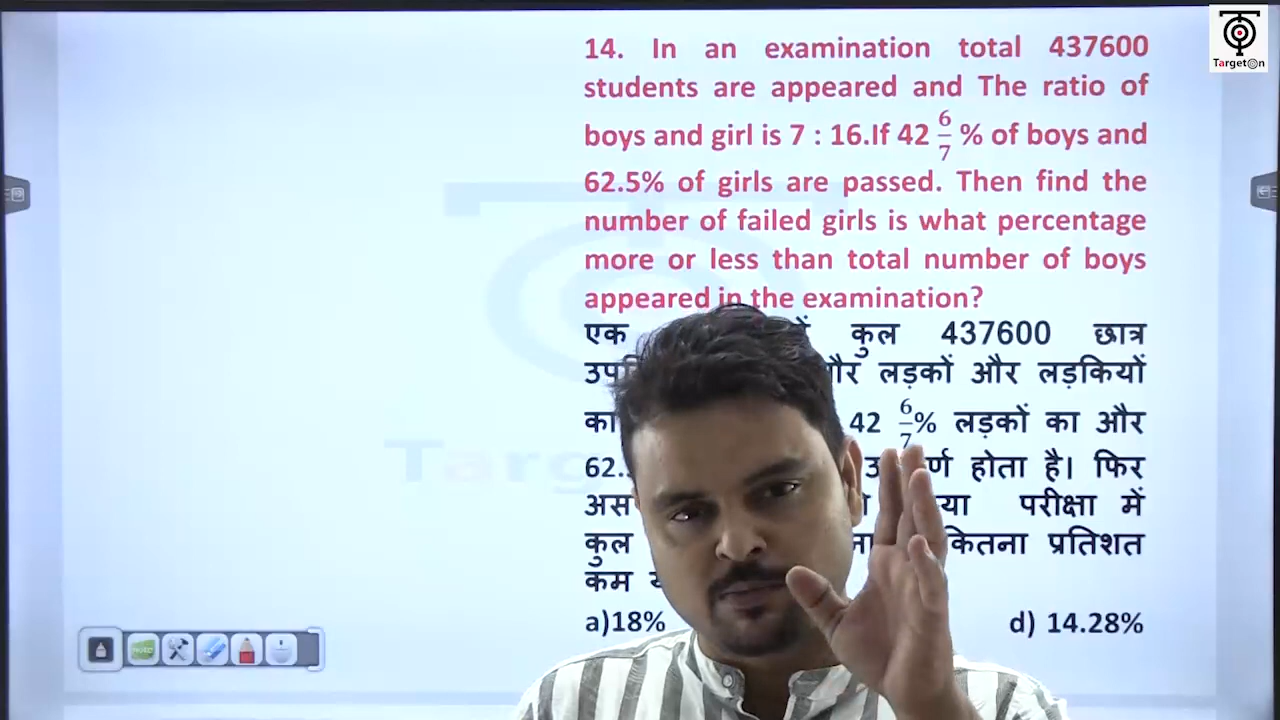 14. In an examination total 437600
students are appeared and The ratio of
boys and girl is 7 : 16.If 42 6/7 % of boys and
62.5% of girls are passed. Then find the
number of failed girls is what percentage
more or less than total number of boys
appeared in the examination?
एक कुल 437600 छात्र
और लड़कों और लड़कियों
का 42 6/7% लड़कों का और
होता है। फिर
परीक्षा में
कुल कितना प्रतिशत
कम
a)18% d) 14.28%
Target
TargetOn
note